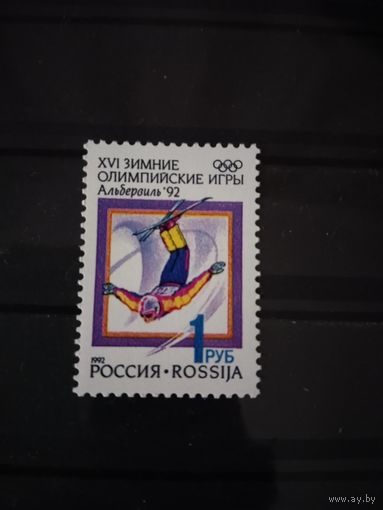 XVI ЗИМНИЕ
ОЛИМПИЙСКИЕ ИГРЫ
Альбервиль '92
1 РУБ
1992
РОССИЯ • ROSSIJA
www.ay.by